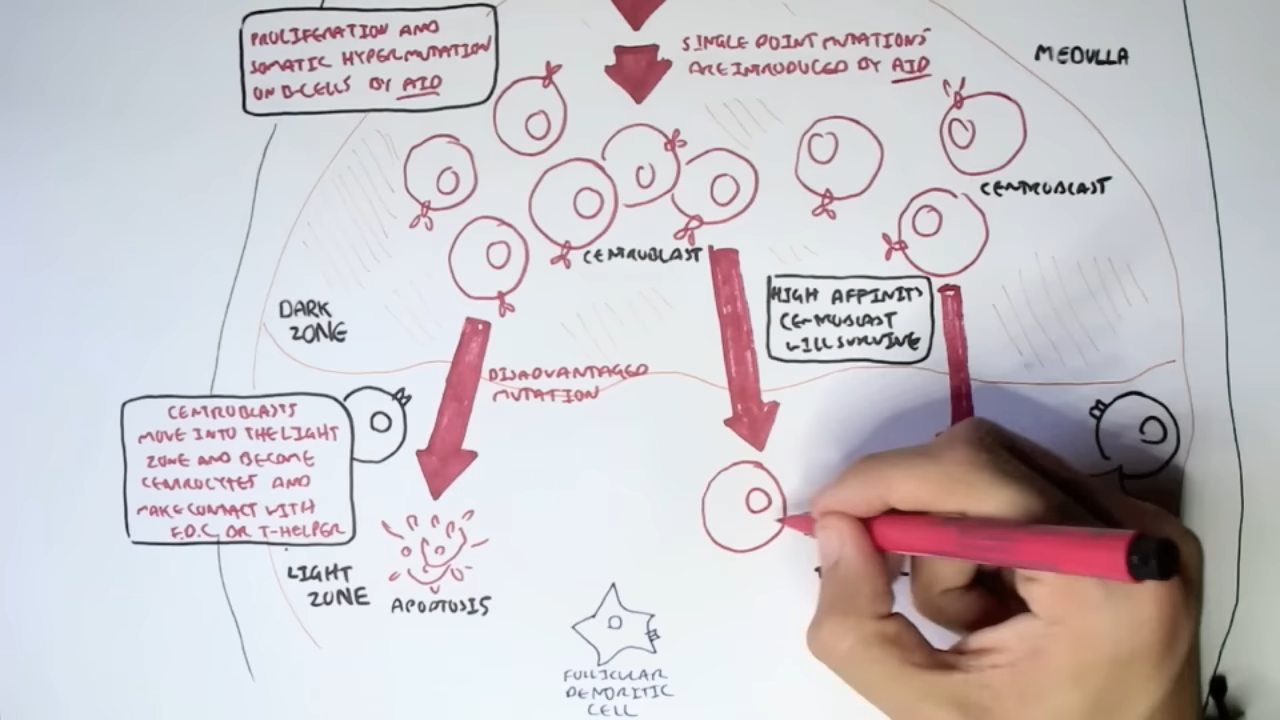 PROLIFERATION AND
SOMATIC HYPERMUTATION
ON B-CELLS BY AID
SINGLE POINT MUTATIONS
ARE INTRODUCED BY AID
MEDULLA
CENTROBLAST
CENTROBLAST
HIGH AFFINITY
CENTROBLAST
WILL SURVIVE
DARK
ZONE
DISADVANTAGED
MUTATION
CENTROBLASTS
MOVE INTO THE LIGHT
ZONE AND BECOME
CENTROCYTES AND
MAKE CONTACT WITH
F.D.C OR T-HELPER
LIGHT
ZONE
APOPTOSIS
FOLLICULAR
DENDRITIC
CELL